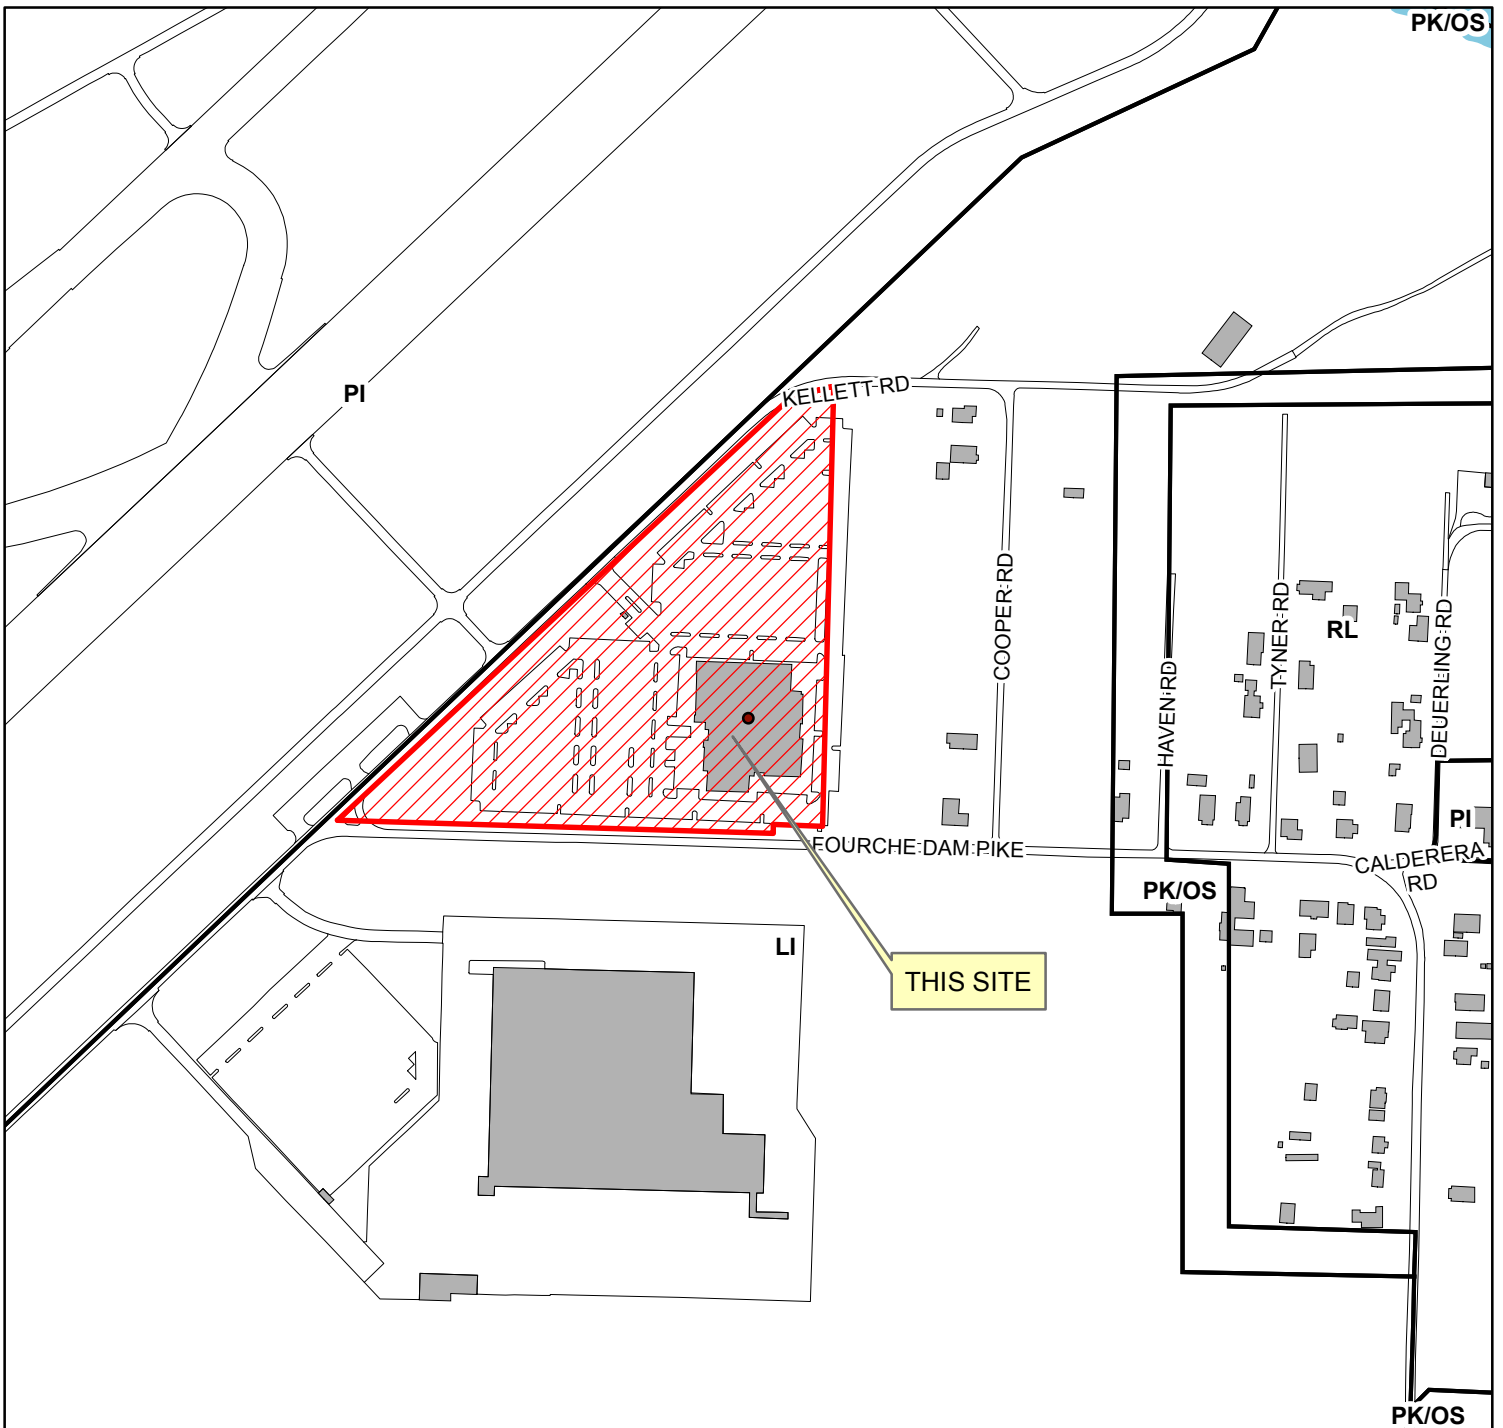 PK/OS
PI
KELLETT RD
COOPER RD
HAVEN RD
TYNER RD
RL
DEUERLING RD
PI
FOURCHE DAM PIKE
CALDERERA
RD
PK/OS
LI
THIS SITE
PK/OS